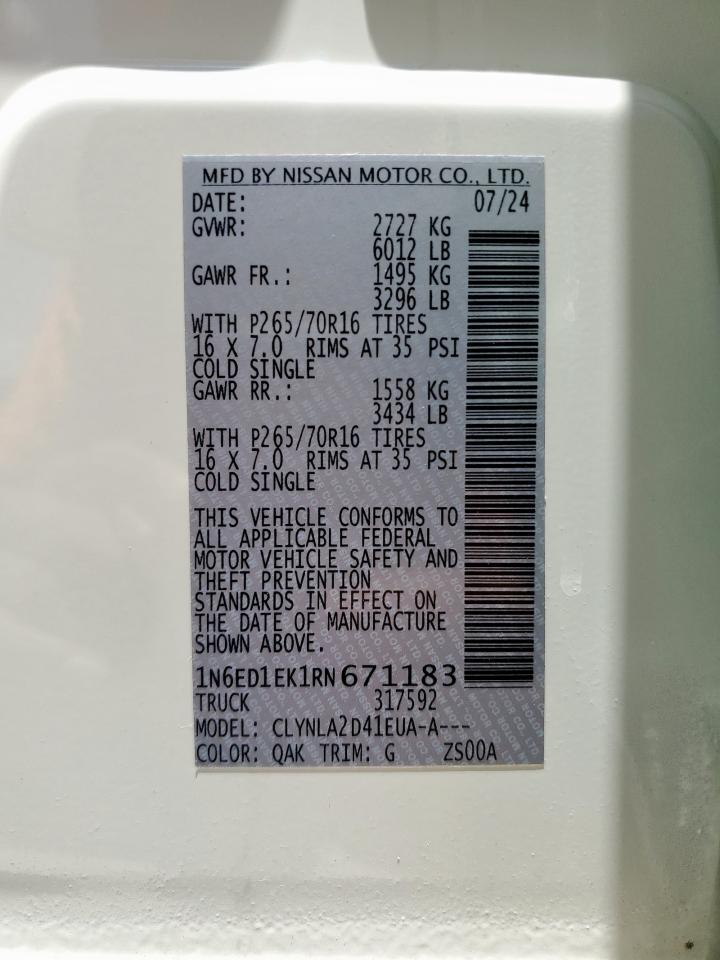 MFD BY NISSAN MOTOR CO., LTD.
DATE: 07/24
GVWR: 2727 KG
6012 LB
GAWR FR.: 1495 KG
3296 LB
WITH P265/70R16 TIRES
16 X 7.0 RIMS AT 35 PSI
COLD SINGLE
GAWR RR.: 1558 KG
3434 LB
WITH P265/70R16 TIRES
16 X 7.0 RIMS AT 35 PSI
COLD SINGLE
THIS VEHICLE CONFORMS TO
ALL APPLICABLE FEDERAL
MOTOR VEHICLE SAFETY AND
THEFT PREVENTION
STANDARDS IN EFFECT ON
THE DATE OF MANUFACTURE
SHOWN ABOVE.
1N6ED1EK1RN671183
TRUCK 317592
MODEL: CLYNLA2D41EUA-A---
COLOR: QAK TRIM: G ZS00A